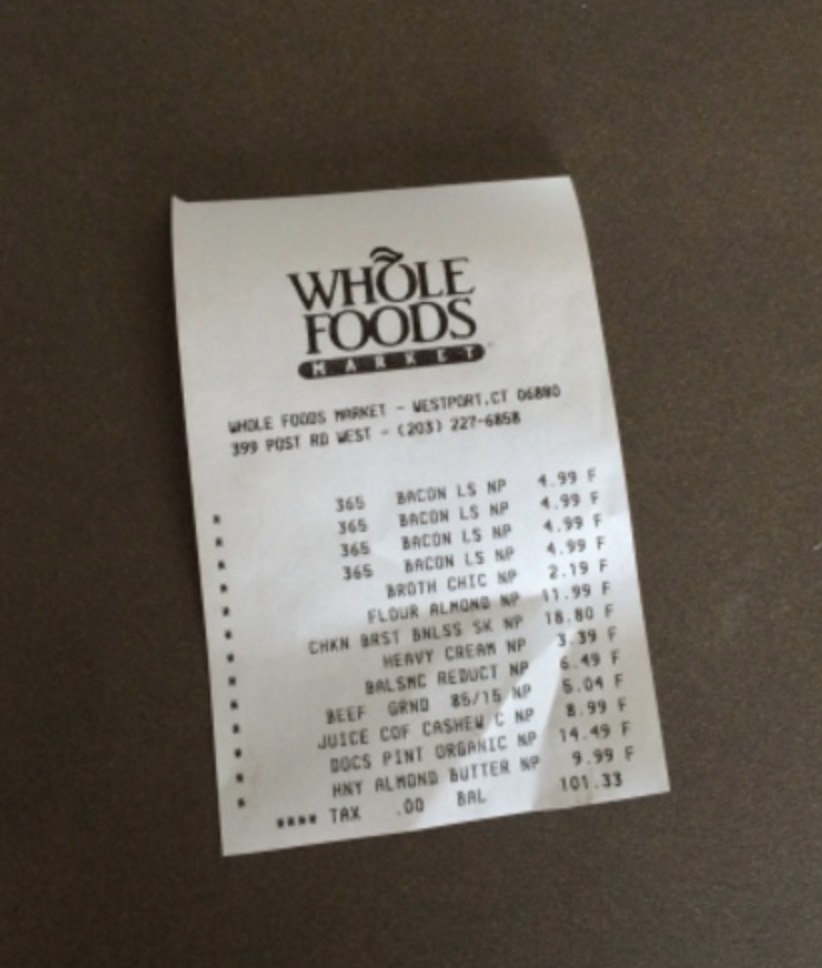 WHOLE
FOODS
MARKET
WHOLE FOODS MARKET - WESTPORT,CT 06880
399 POST RD WEST - (203) 227-6858
365 BACON LS NP 4.99 F
365 BACON LS NP 4.99 F
365 BACON LS NP 4.99 F
365 BACON LS NP 4.99 F
BROTH CHIC NP 2.19 F
FLOUR ALMOND NP 11.99 F
CHKN BRST BNLSS SK NP 18.80 F
HEAVY CREAM NP 3.39 F
BALSMC REDUCT NP 6.49 F
BEEF GRND 85/15 NP 5.04 F
JUICE COF CASHEW C NP 8.99 F
DOCS PINT ORGANIC NP 14.49 F
HNY ALMOND BUTTER NP 9.99 F
**** TAX .00 BAL 101.33